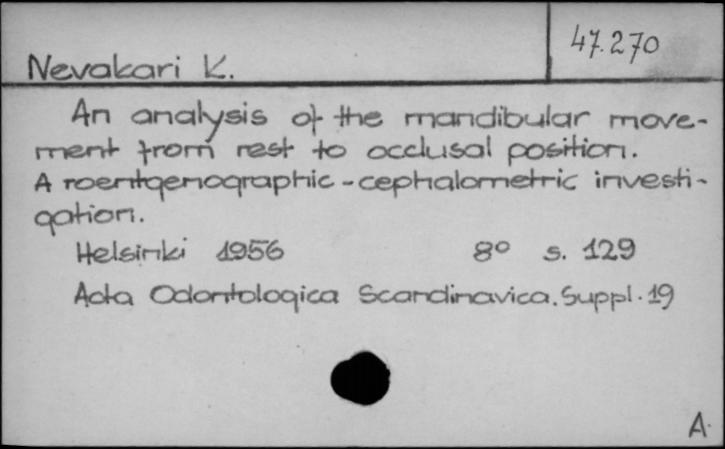 47.270
Nevakari K.
An analysis of the mandibular move-
ment from rest to occlusal position.
A roentgenographic-cephalometric investi-
gation.
Helsinki 1956 8° s. 129
Acta Odontologica Scandinavica. Suppl. 19
A.